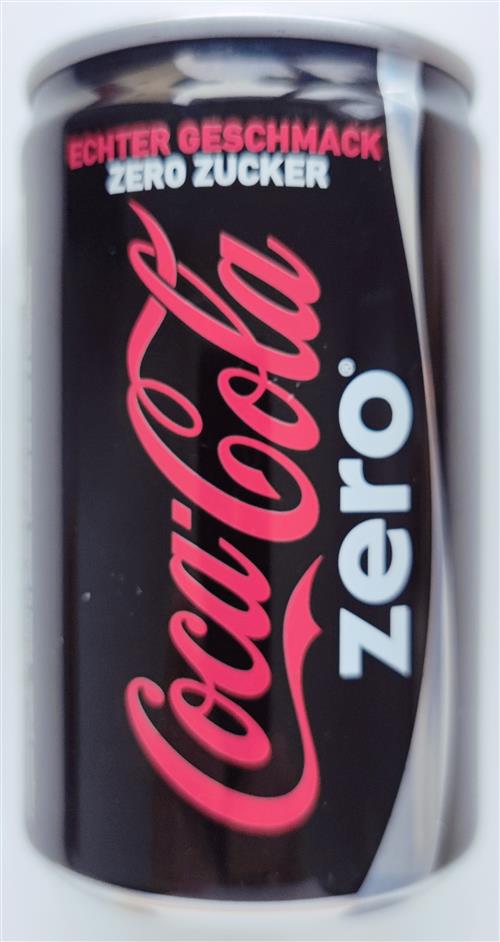 ECHTER GESCHMACK
ZERO ZUCKER
Coca-Cola
zero®